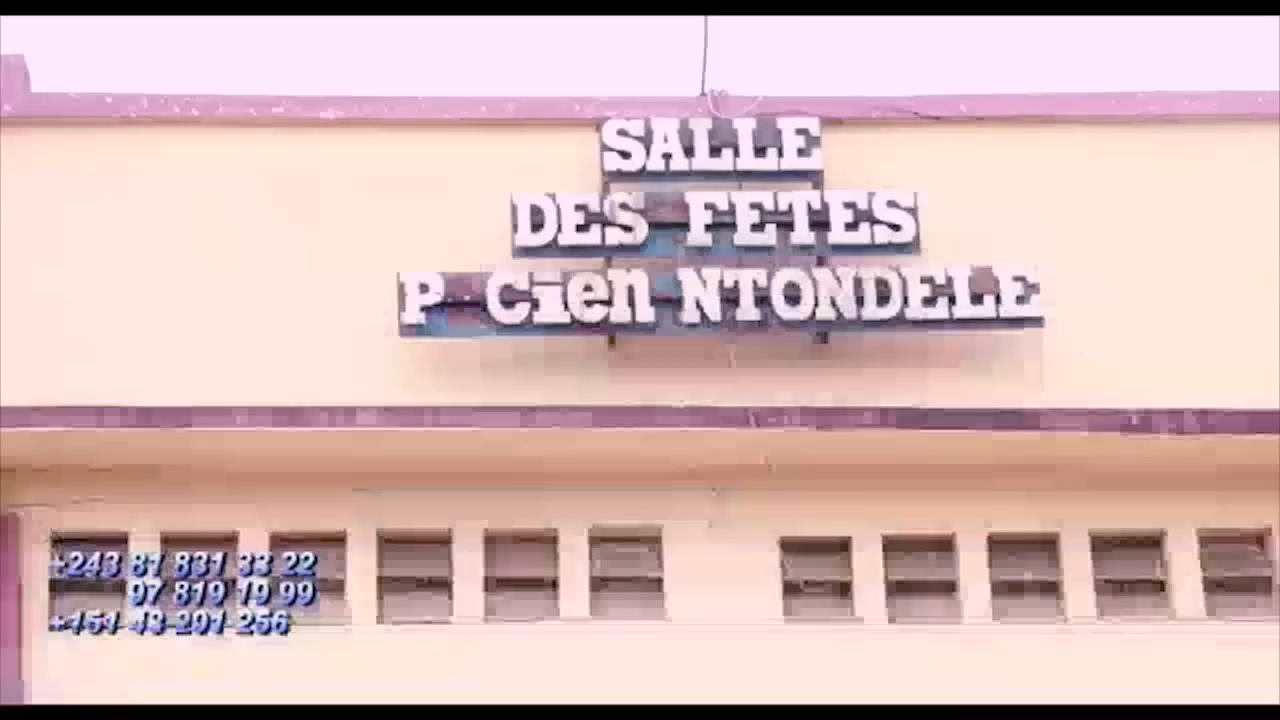 SALLE
DES FETES
P Cien NTONDELE
+243 81 831 33 22
97 819 19 99
+151 43 201 256